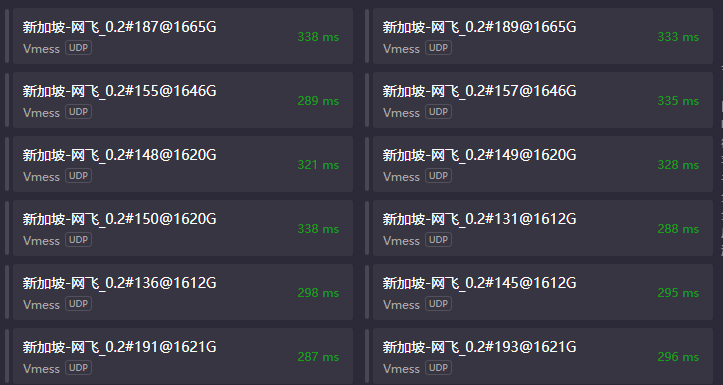 新加坡-网飞_0.2#187@1665G
338 ms
Vmess UDP
新加坡-网飞_0.2#189@1665G
333 ms
Vmess UDP
新加坡-网飞_0.2#155@1646G
289 ms
Vmess UDP
新加坡-网飞_0.2#157@1646G
335 ms
Vmess UDP
新加坡-网飞_0.2#148@1620G
321 ms
Vmess UDP
新加坡-网飞_0.2#149@1620G
328 ms
Vmess UDP
新加坡-网飞_0.2#150@1620G
338 ms
Vmess UDP
新加坡-网飞_0.2#131@1612G
288 ms
Vmess UDP
新加坡-网飞_0.2#136@1612G
298 ms
Vmess UDP
新加坡-网飞_0.2#145@1612G
295 ms
Vmess UDP
新加坡-网飞_0.2#191@1621G
287 ms
Vmess UDP
新加坡-网飞_0.2#193@1621G
296 ms
Vmess UDP